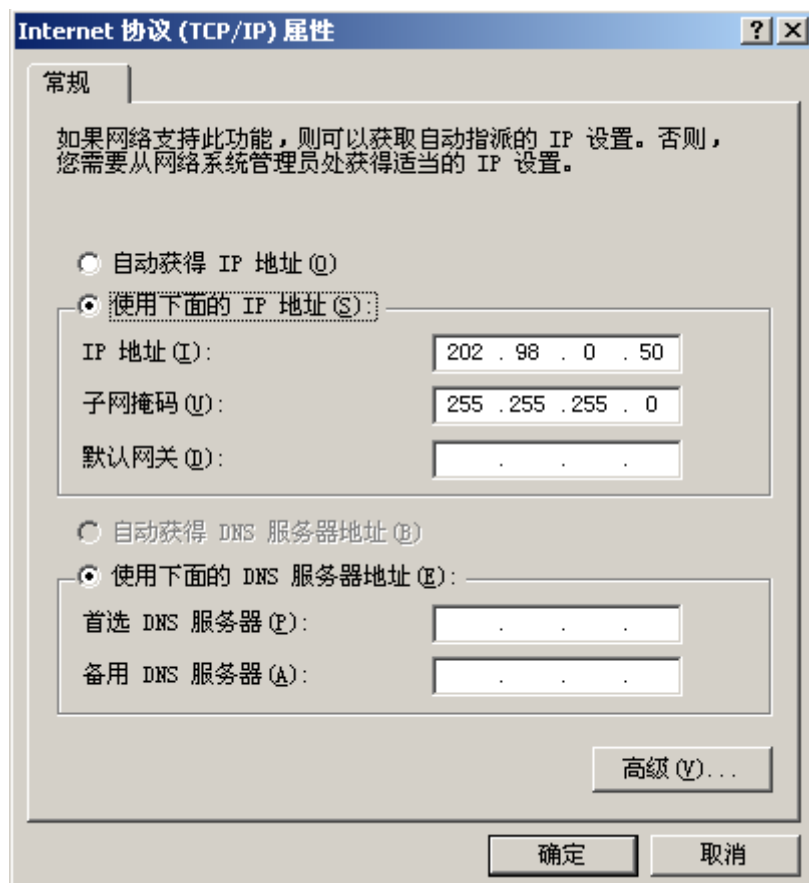 Internet 协议 (TCP/IP) 属性
常规
如果网络支持此功能，则可以获取自动指派的 IP 设置。否则，
您需要从网络系统管理员处获得适当的 IP 设置。
自动获得 IP 地址(O)
使用下面的 IP 地址(S):
IP 地址(I): 202 . 98 . 0 . 50
子网掩码(U): 255 .255 .255 . 0
默认网关(D): . . .
自动获得 DNS 服务器地址(B)
使用下面的 DNS 服务器地址(E):
首选 DNS 服务器(P): . . .
备用 DNS 服务器(A): . . .
高级(V)...
确定 取消